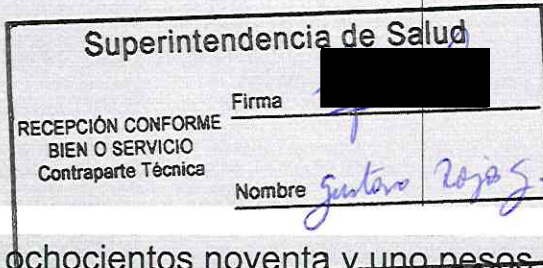 Superintendencia de Salud
Firma
RECEPCIÓN CONFORME
BIEN O SERVICIO
Contraparte Técnica
Nombre Gustavo Rojas G.
ochocientos noventa y uno pesos